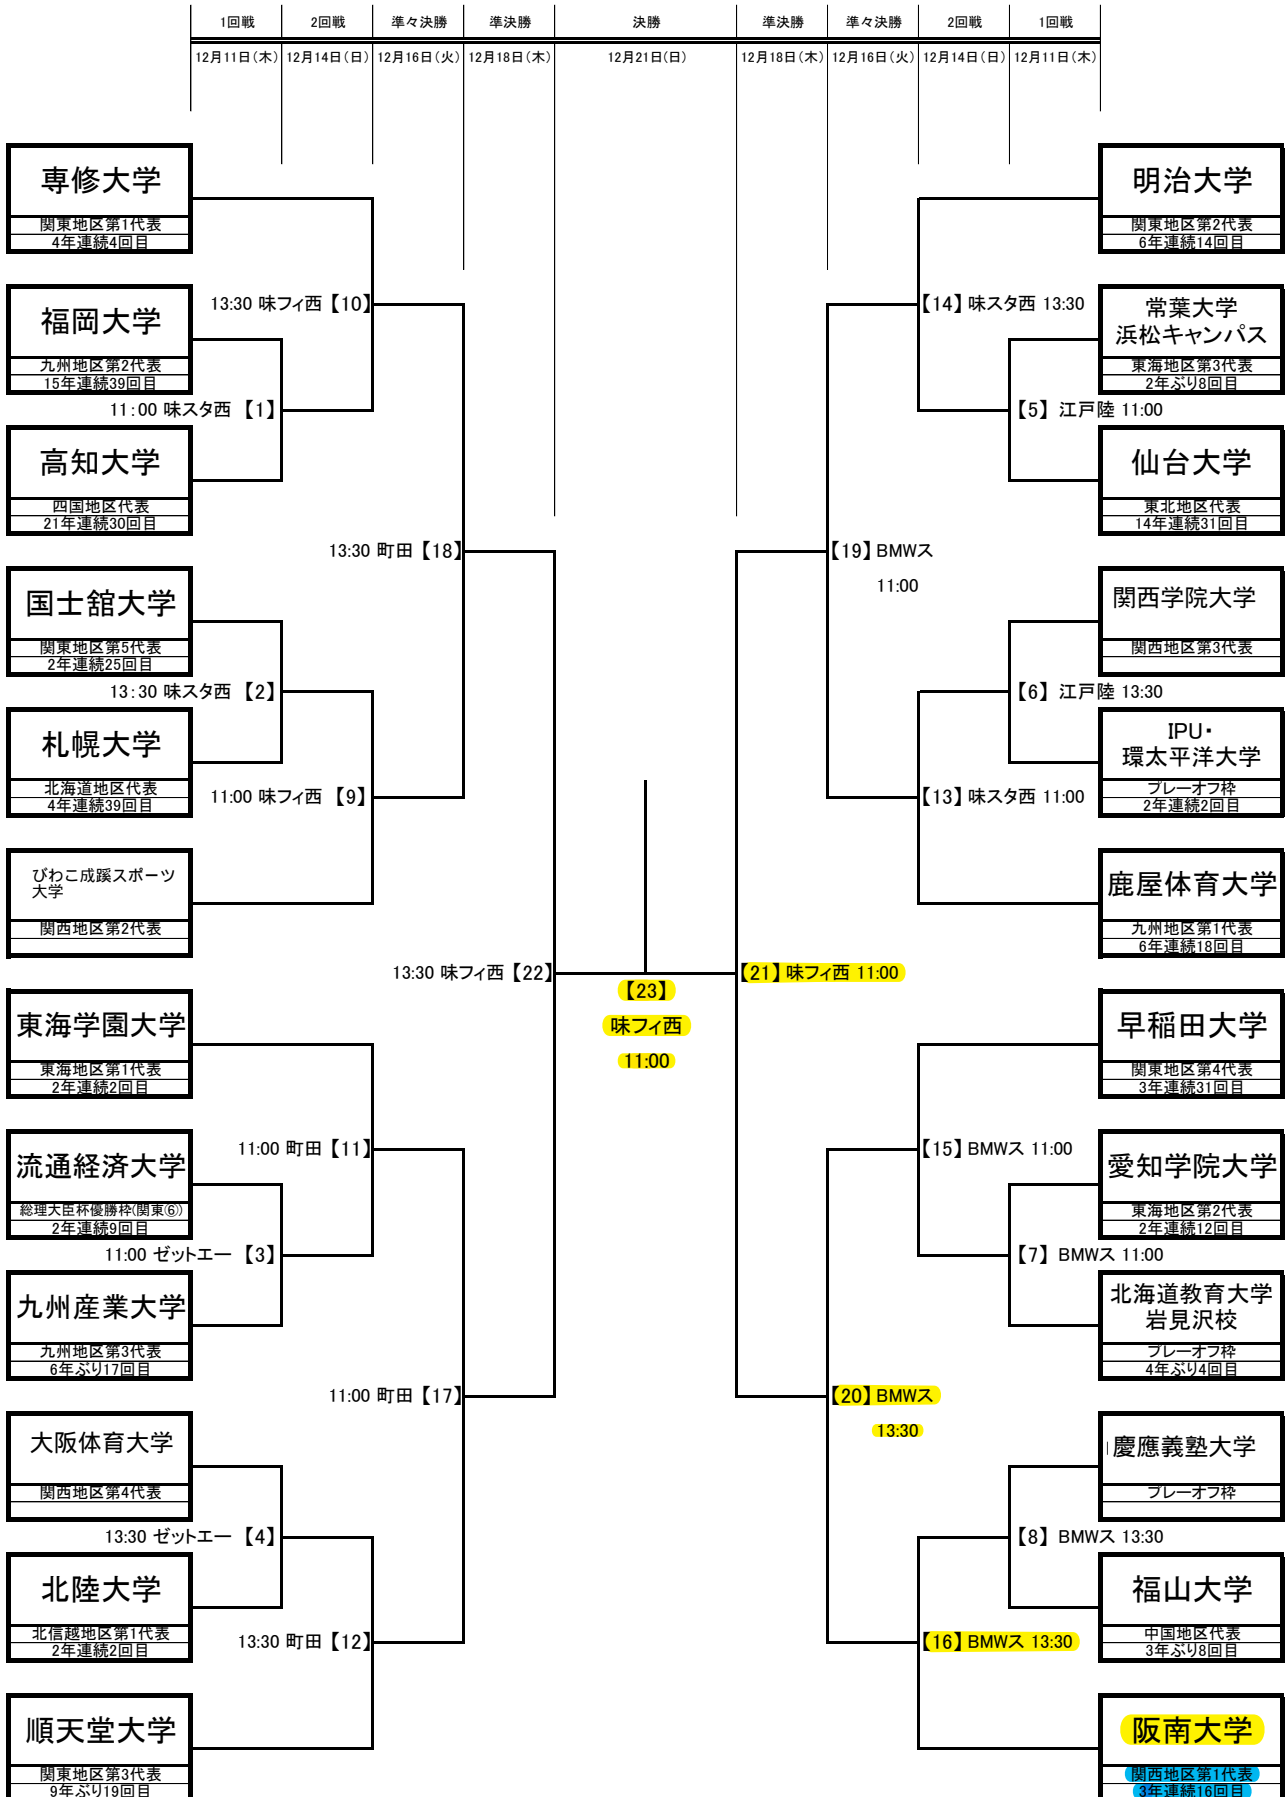 1回戦 2回戦 準々決勝 準決勝 決勝 準決勝 準々決勝 2回戦 1回戦
12月11日(木) 12月14日(日) 12月16日(火) 12月18日(木) 12月21日(日) 12月18日(木) 12月16日(火) 12月14日(日) 12月11日(木)
専修大学
関東地区第1代表
4年連続4回目
13:30 味フィ西 【10】
福岡大学
九州地区第2代表
15年連続39回目
11:00 味スタ西 【1】
高知大学
四国地区代表
21年連続30回目
13:30 町田 【18】
国士舘大学
関東地区第5代表
2年連続25回目
13:30 味スタ西 【2】
札幌大学
北海道地区代表
4年連続39回目
11:00 味フィ西 【9】
びわこ成蹊スポーツ
大学
関西地区第2代表
13:30 味フィ西 【22】
東海学園大学
東海地区第1代表
2年連続2回目
11:00 町田 【11】
流通経済大学
総理大臣杯優勝枠(関東⑥)
2年連続9回目
11:00 ゼットエー 【3】
九州産業大学
九州地区第3代表
6年ぶり17回目
11:00 町田 【17】
大阪体育大学
関西地区第4代表
13:30 ゼットエー 【4】
北陸大学
北信越地区第1代表
2年連続2回目
13:30 町田 【12】
順天堂大学
関東地区第3代表
9年ぶり19回目
【23】
味フィ西
11:00
明治大学
関東地区第2代表
6年連続14回目
【14】 味スタ西 13:30
常葉大学
浜松キャンパス
東海地区第3代表
2年ぶり8回目
【5】 江戸陸 11:00
仙台大学
東北地区代表
14年連続31回目
【19】 BMWス
11:00
関西学院大学
関西地区第3代表
【6】 江戸陸 13:30
IPU・
環太平洋大学
プレーオフ枠
2年連続2回目
【13】 味スタ西 11:00
鹿屋体育大学
九州地区第1代表
6年連続18回目
【21】 味フィ西 11:00
早稲田大学
関東地区第4代表
3年連続31回目
【15】 BMWス 11:00
愛知学院大学
東海地区第2代表
2年連続12回目
【7】 BMWス 11:00
北海道教育大学
岩見沢校
プレーオフ枠
4年ぶり4回目
【20】 BMWス
13:30
慶應義塾大学
プレーオフ枠
【8】 BMWス 13:30
福山大学
中国地区代表
3年ぶり8回目
【16】 BMWス 13:30
阪南大学
関西地区第1代表
3年連続16回目